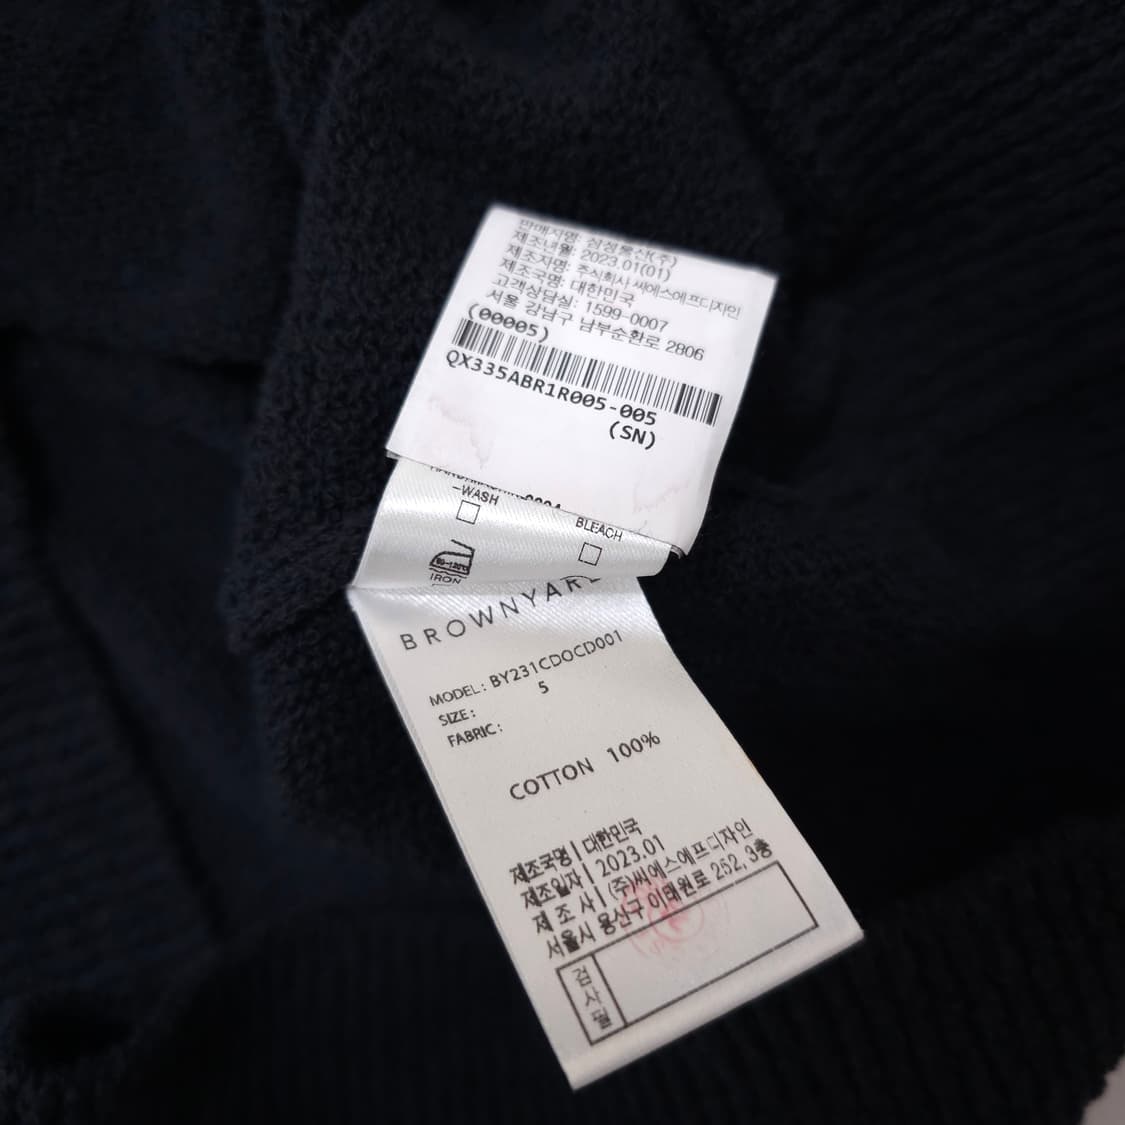 판매자명: 삼성물산(주)
제조년월: 2023.01(01)
제조자명: 주식회사 씨에스에프디자인
제조국명: 대한민국
고객상담실: 1599-0007
서울 강남구 남부순환로 2806
(00005)
QX335ABR1R005-005
(SN)
-WASH
BLEACH
80-120℃
IRON
BROWNYARD
MODEL: BY231CDOCD001
SIZE: 5
FABRIC:
COTTON 100%
제조국명 | 대한민국
제조일자 | 2023.01
제 조 사 | (주)씨에스에프디자인
서울시 용산구 이태원로 252, 3층
검사필